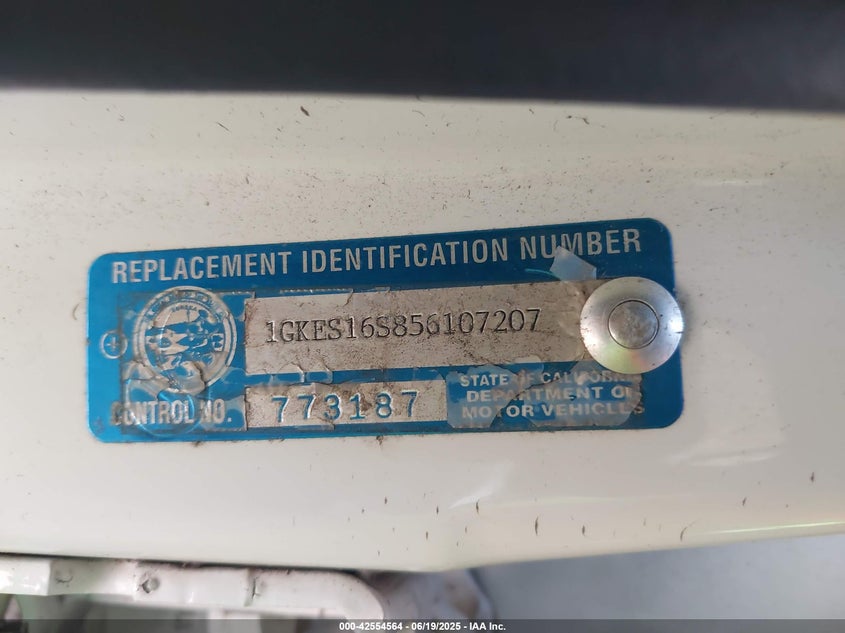 REPLACEMENT IDENTIFICATION NUMBER
1GKES16S856107207
CONTROL NO. 773187
STATE OF CALIFORNIA
DEPARTMENT OF
MOTOR VEHICLES
000-42554564 | 06/19/2025 - IAA Inc.